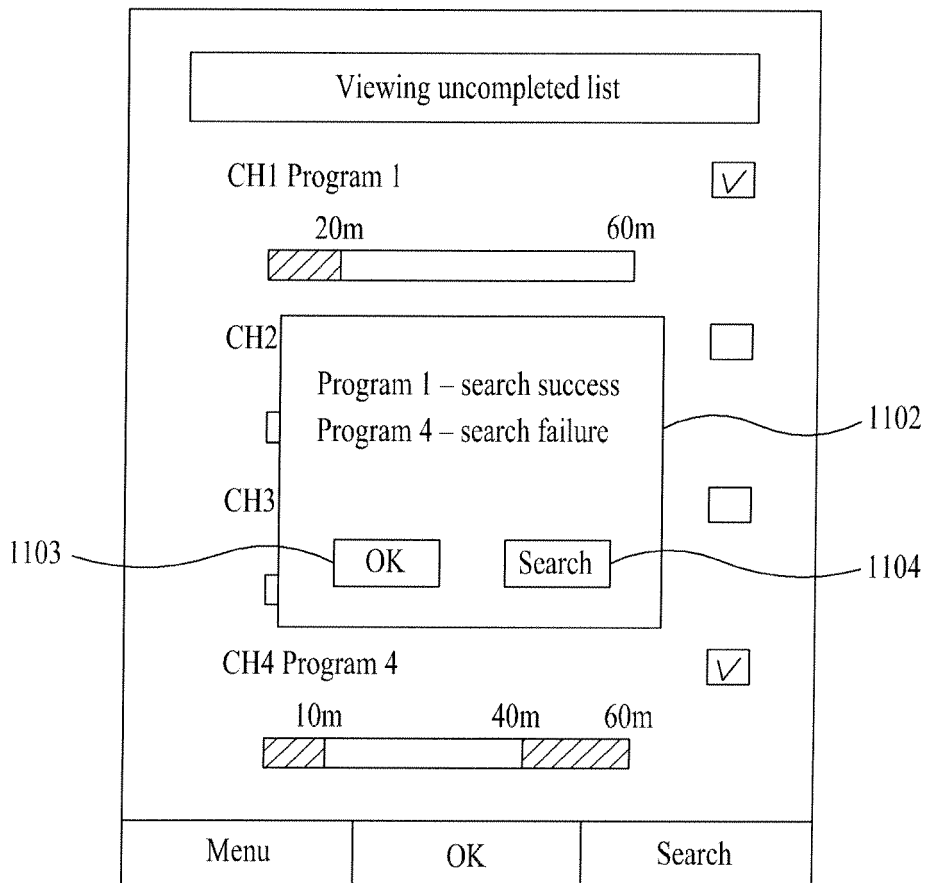 Viewing uncompleted list
CH1 Program 1
20m 60m
CH2
Program 1 – search success
Program 4 – search failure
1102
CH3
1103
OK Search
1104
CH4 Program 4
10m 40m 60m
Menu OK Search